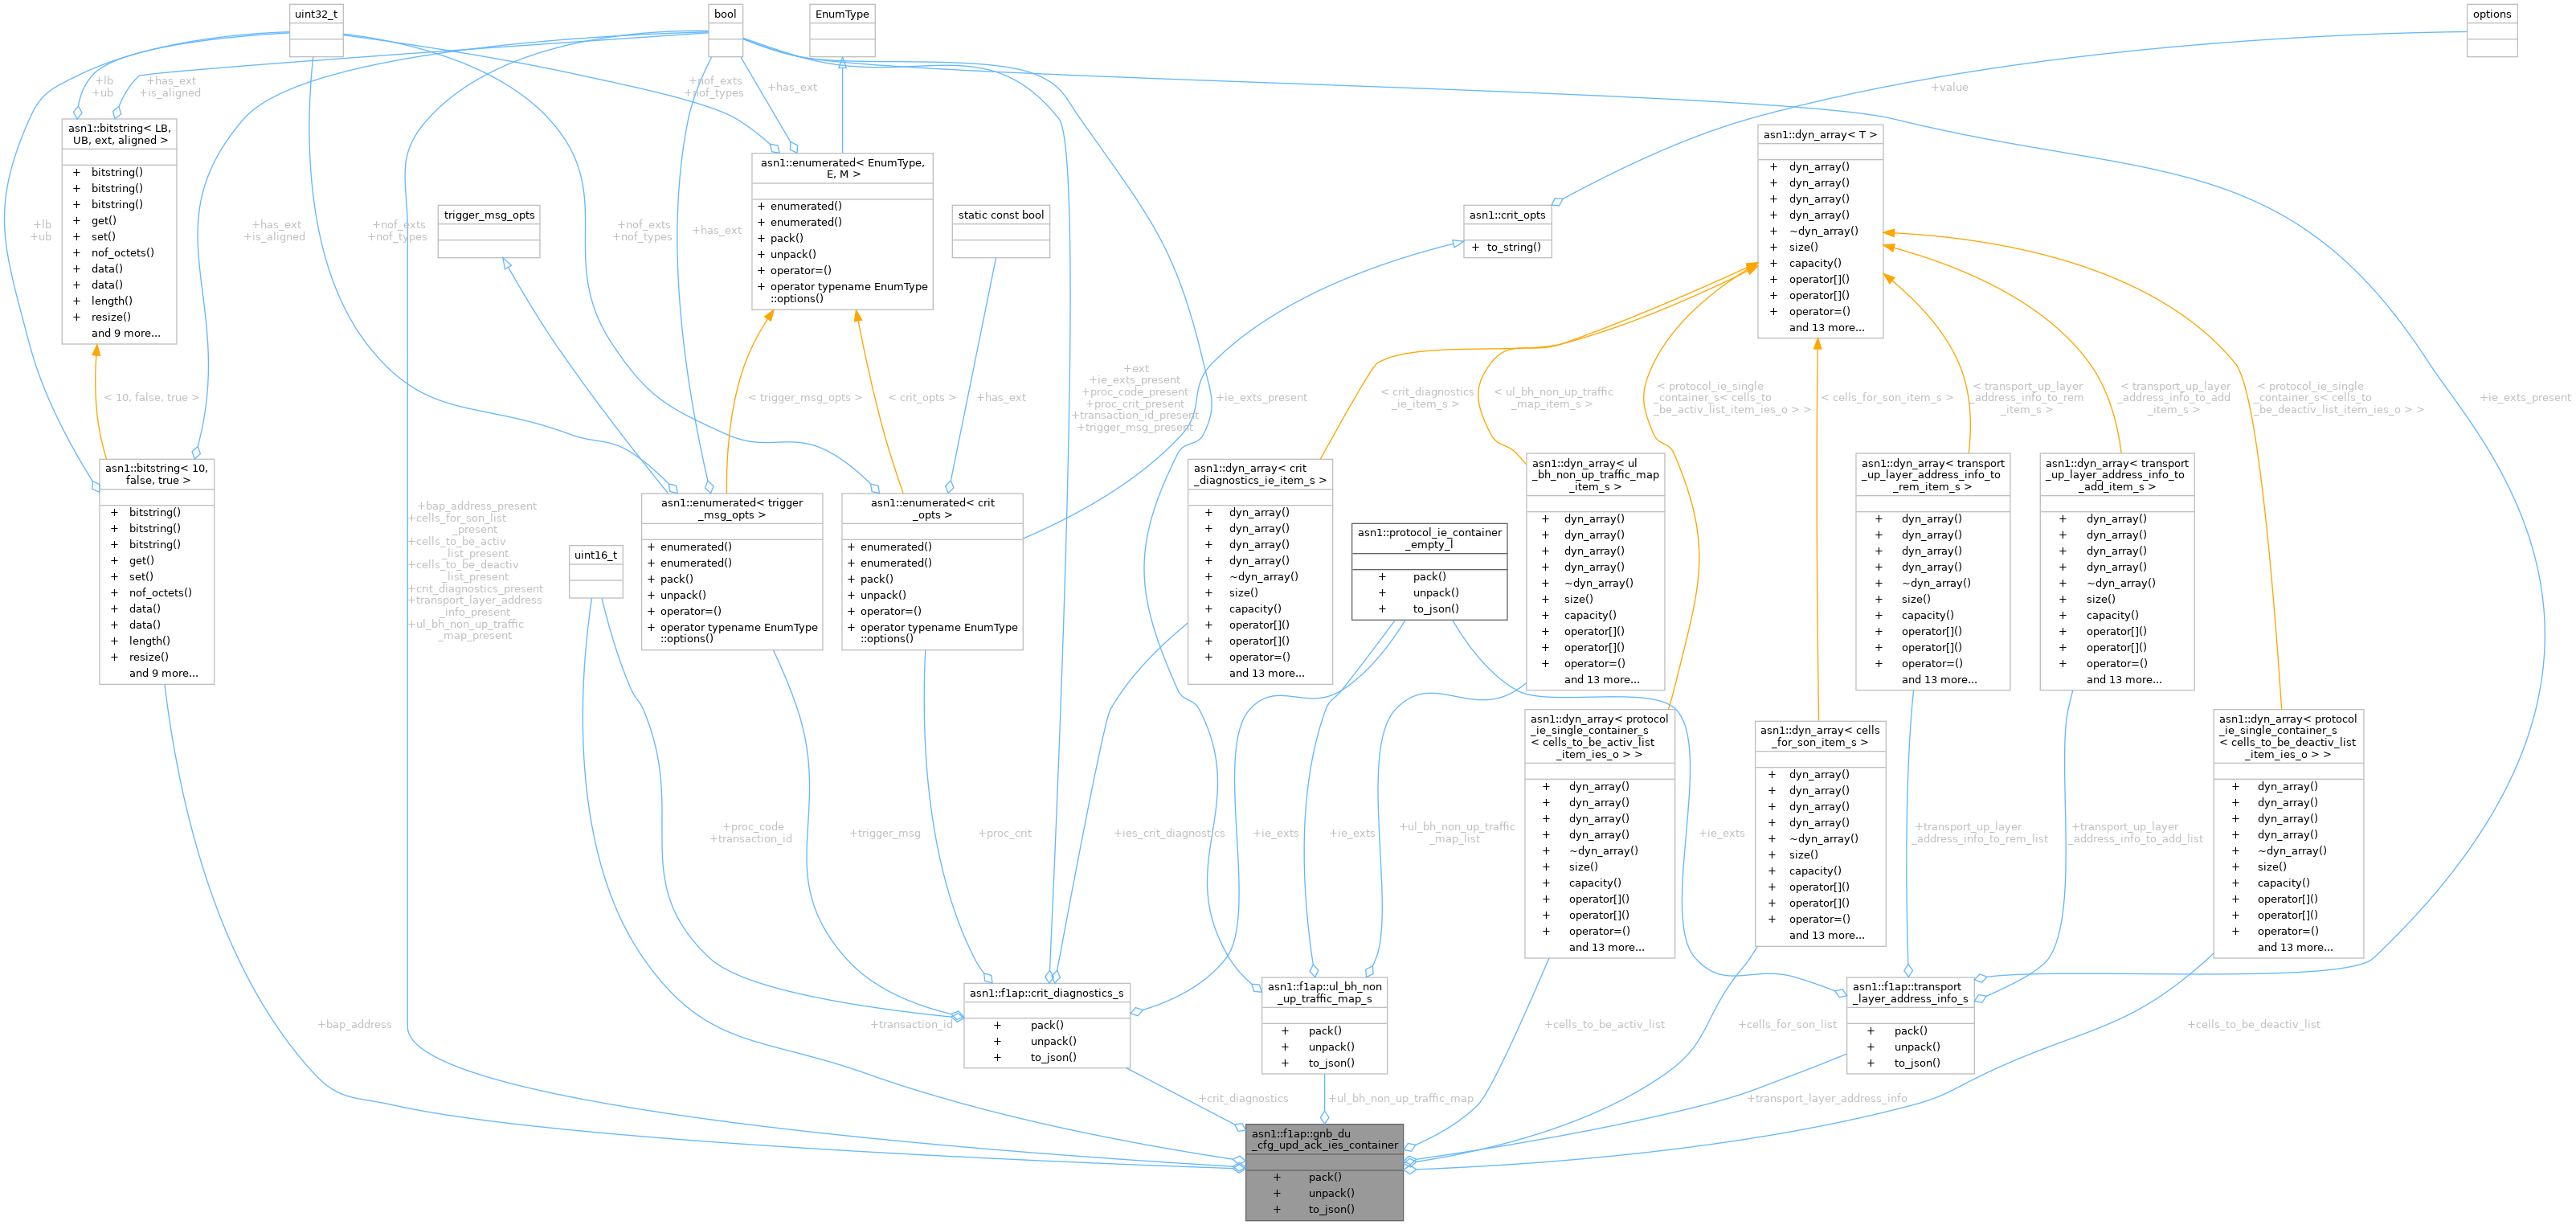 uint32_t
bool
EnumType
options
+lb
+ub
+has_ext
+is_aligned
+nof_exts
+nof_types
+has_ext
+value
asn1::bitstring< LB,
UB, ext, aligned >
+ bitstring()
+ bitstring()
+ bitstring()
+ get()
+ set()
+ nof_octets()
+ data()
+ data()
+ length()
+ resize()
and 9 more...
asn1::enumerated< EnumType,
E, M >
+ enumerated()
+ enumerated()
+ pack()
+ unpack()
+ operator=()
+ operator typename EnumType
::options()
asn1::dyn_array< T >
+ dyn_array()
+ dyn_array()
+ dyn_array()
+ dyn_array()
+ ~dyn_array()
+ size()
+ capacity()
+ operator[]()
+ operator[]()
+ operator=()
and 13 more...
trigger_msg_opts
static const bool
asn1::crit_opts
+ to_string()
+lb
+ub
+has_ext
+is_aligned
+nof_exts
+nof_types
+nof_exts
+nof_types
+has_ext
< 10, false, true >
< trigger_msg_opts >
< crit_opts >
+has_ext
+ext
+ie_exts_present
+proc_code_present
+proc_crit_present
+transaction_id_present
+trigger_msg_present
+ie_exts_present
< crit_diagnostics
_ie_item_s >
< ul_bh_non_up_traffic
_map_item_s >
< protocol_ie_single
_container_s< cells_to
_be_activ_list_item_ies_o > >
< cells_for_son_item_s >
< transport_up_layer
_address_info_to_rem
_item_s >
< transport_up_layer
_address_info_to_add
_item_s >
< protocol_ie_single
_container_s< cells_to
_be_deactiv_list_item_ies_o > >
+ie_exts_present
asn1::bitstring< 10,
false, true >
+ bitstring()
+ bitstring()
+ bitstring()
+ get()
+ set()
+ nof_octets()
+ data()
+ data()
+ length()
+ resize()
and 9 more...
+bap_address_present
+cells_for_son_list
_present
+cells_to_be_activ
_list_present
+cells_to_be_deactiv
_list_present
+crit_diagnostics_present
+transport_layer_address
_info_present
+ul_bh_non_up_traffic
_map_present
uint16_t
asn1::enumerated< trigger
_msg_opts >
+ enumerated()
+ enumerated()
+ pack()
+ unpack()
+ operator=()
+ operator typename EnumType
::options()
asn1::enumerated< crit
_opts >
+ enumerated()
+ enumerated()
+ pack()
+ unpack()
+ operator=()
+ operator typename EnumType
::options()
asn1::dyn_array< crit
_diagnostics_ie_item_s >
+ dyn_array()
+ dyn_array()
+ dyn_array()
+ dyn_array()
+ ~dyn_array()
+ size()
+ capacity()
+ operator[]()
+ operator[]()
+ operator=()
and 13 more...
asn1::protocol_ie_container
_empty_l
+ pack()
+ unpack()
+ to_json()
asn1::dyn_array< ul
_bh_non_up_traffic_map
_item_s >
+ dyn_array()
+ dyn_array()
+ dyn_array()
+ dyn_array()
+ ~dyn_array()
+ size()
+ capacity()
+ operator[]()
+ operator[]()
+ operator=()
and 13 more...
asn1::dyn_array< transport
_up_layer_address_info_to
_rem_item_s >
+ dyn_array()
+ dyn_array()
+ dyn_array()
+ dyn_array()
+ ~dyn_array()
+ size()
+ capacity()
+ operator[]()
+ operator[]()
+ operator=()
and 13 more...
asn1::dyn_array< transport
_up_layer_address_info_to
_add_item_s >
+ dyn_array()
+ dyn_array()
+ dyn_array()
+ dyn_array()
+ ~dyn_array()
+ size()
+ capacity()
+ operator[]()
+ operator[]()
+ operator=()
and 13 more...
asn1::dyn_array< protocol
_ie_single_container_s
< cells_to_be_activ_list
_item_ies_o > >
+ dyn_array()
+ dyn_array()
+ dyn_array()
+ dyn_array()
+ ~dyn_array()
+ size()
+ capacity()
+ operator[]()
+ operator[]()
+ operator=()
and 13 more...
asn1::dyn_array< cells
_for_son_item_s >
+ dyn_array()
+ dyn_array()
+ dyn_array()
+ dyn_array()
+ ~dyn_array()
+ size()
+ capacity()
+ operator[]()
+ operator[]()
+ operator=()
and 13 more...
asn1::dyn_array< protocol
_ie_single_container_s
< cells_to_be_deactiv_list
_item_ies_o > >
+ dyn_array()
+ dyn_array()
+ dyn_array()
+ dyn_array()
+ ~dyn_array()
+ size()
+ capacity()
+ operator[]()
+ operator[]()
+ operator=()
and 13 more...
+proc_code
+transaction_id
+trigger_msg
+proc_crit
+ies_crit_diagnostics
+ie_exts
+ie_exts
+ul_bh_non_up_traffic
_map_list
+ie_exts
+transport_up_layer
_address_info_to_rem_list
+transport_up_layer
_address_info_to_add_list
asn1::f1ap::crit_diagnostics_s
+ pack()
+ unpack()
+ to_json()
asn1::f1ap::ul_bh_non
_up_traffic_map_s
+ pack()
+ unpack()
+ to_json()
asn1::f1ap::transport
_layer_address_info_s
+ pack()
+ unpack()
+ to_json()
+bap_address
+transaction_id
+cells_to_be_activ_list
+cells_for_son_list
+cells_to_be_deactiv_list
+crit_diagnostics
+ul_bh_non_up_traffic_map
+transport_layer_address_info
asn1::f1ap::gnb_du
_cfg_upd_ack_ies_container
+ pack()
+ unpack()
+ to_json()